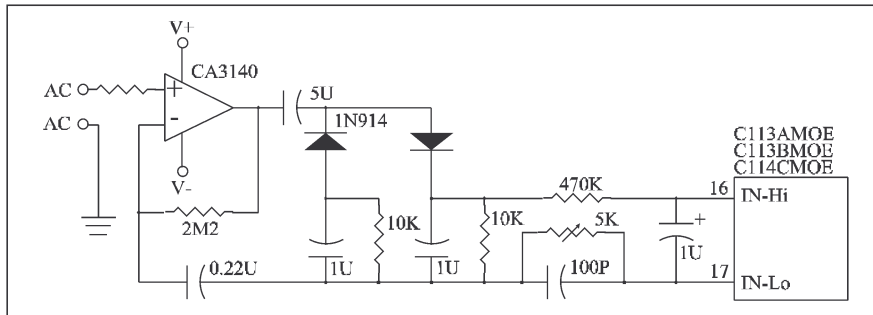 V+
CA3140
AC
+
-
AC
V-
2M2
0.22U
5U
1N914
10K
1U
10K
1U
470K
5K
100P
+
1U
C113AMOE
C113BMOE
C114CMOE
16
IN-Hi
17
IN-Lo